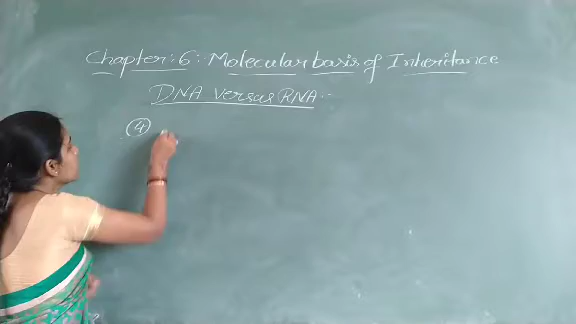 Chapter:6: Molecular basis of Inheritance
DNA versus RNA:-
④